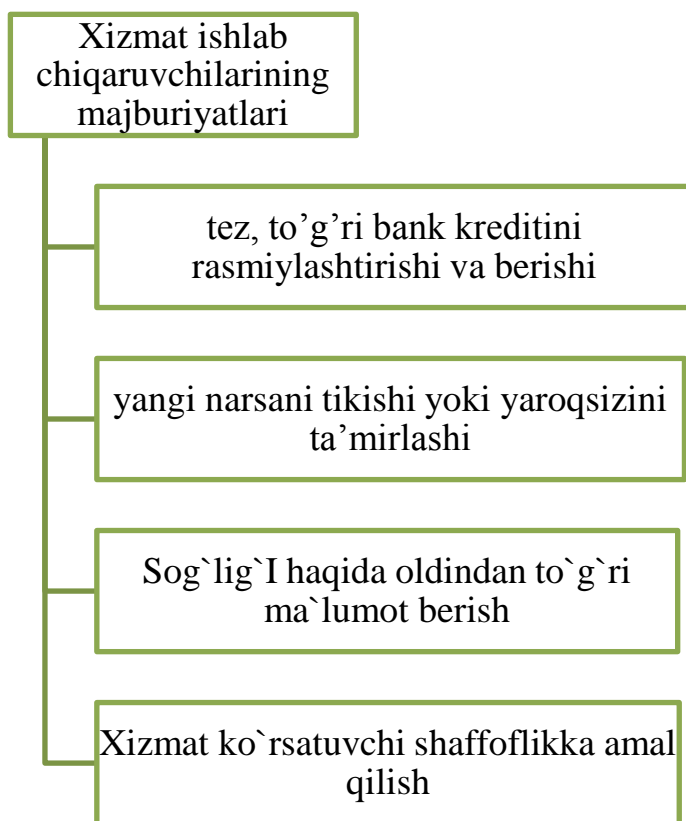 Xizmat ishlab
chiqaruvchilarining
majburiyatlari
tez, to’g’ri bank kreditini
rasmiylashtirishi va berishi
yangi narsani tikishi yoki yaroqsizini
ta’mirlashi
Sog`lig`I haqida oldindan to`g`ri
ma`lumot berish
Xizmat ko`rsatuvchi shaffoflikka amal
qilish